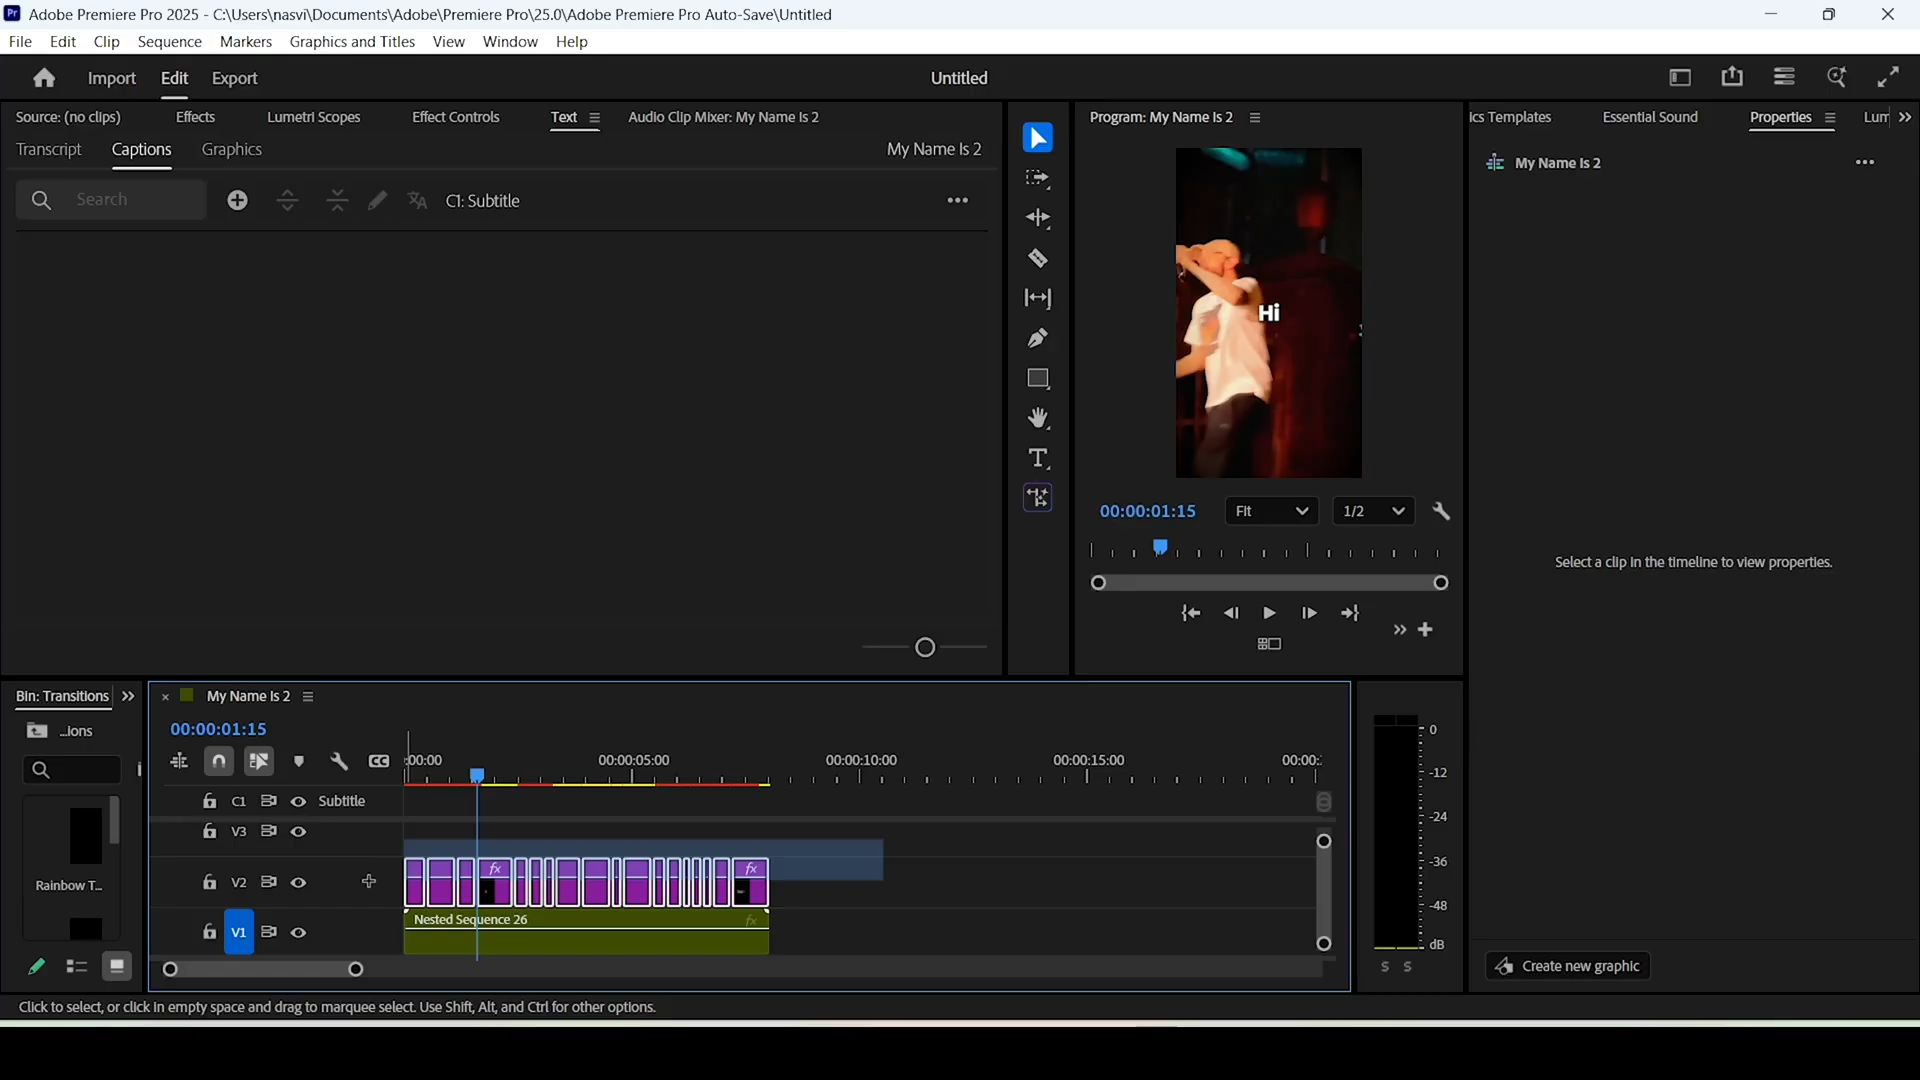 Adobe Premiere Pro 2025 - C:\Users\nasvi\Documents\Adobe\Premiere Pro\25.0\Adobe Premiere Pro Auto-Save\Untitled
File Edit Clip Sequence Markers Graphics and Titles View Window Help
Import Edit Export Untitled
Source: (no clips) Effects Lumetri Scopes Effect Controls Text Audio Clip Mixer: My Name Is 2
Transcript Captions Graphics My Name Is 2
Search C1: Subtitle
Program: My Name Is 2
Hi
00:00:01:15 Fit 1/2
ics Templates Essential Sound Properties Lum
My Name Is 2
Select a clip in the timeline to view properties.
Create new graphic
Bin: Transitions
...ions
Rainbow T...
My Name Is 2
00:00:01:15
:00:00 00:00:05:00 00:00:10:00 00:00:15:00 00:00:
C1 Subtitle
V3
V2 fx fx
V1 Nested Sequence 26 fx
0
-12
-24
-36
-48
dB
S S
Click to select, or click in empty space and drag to marquee select. Use Shift, Alt, and Ctrl for other options.